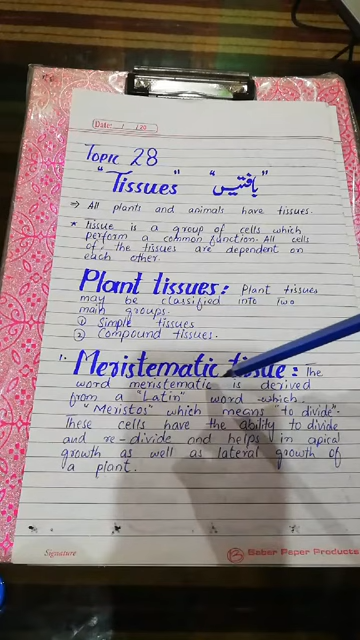 Date: 1 120
Topic 28
"Tissues" "بافتیں"
⇒ All plants and animals have tissues.
* Tissue is a group of cells which
perform a common function. All cells
of the tissues are dependent on
each other.
Plant tissues: Plant tissues
may be classified into two
main groups.
① Simple tissues
② Compound tissues.
1. Meristematic tissue: The
word meristematic is derived
from a "Latin" word which.
"Meristos" which means "to divide".
These cells have the ability to divide
and re-divide and helps in apical
growth as well as lateral growth of
a plant.
Signature Saber Paper Products